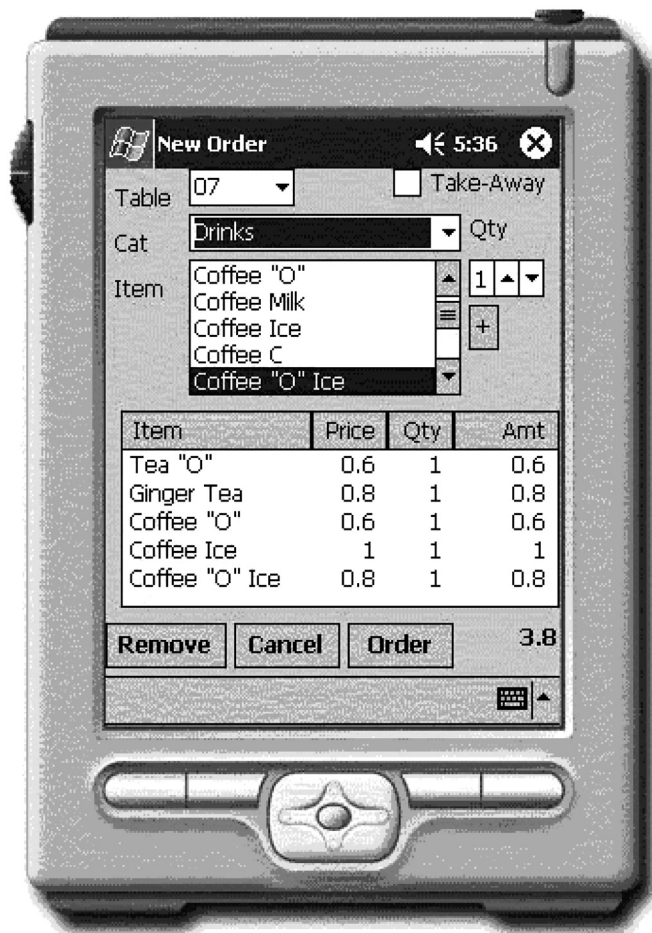 New Order 5:36
Table 07 Take-Away
Cat Drinks Qty
Item Coffee "O" 1
Coffee Milk
Coffee Ice +
Coffee C
Coffee "O" Ice
Item Price Qty Amt
Tea "O" 0.6 1 0.6
Ginger Tea 0.8 1 0.8
Coffee "O" 0.6 1 0.6
Coffee Ice 1 1 1
Coffee "O" Ice 0.8 1 0.8
Remove Cancel Order 3.8